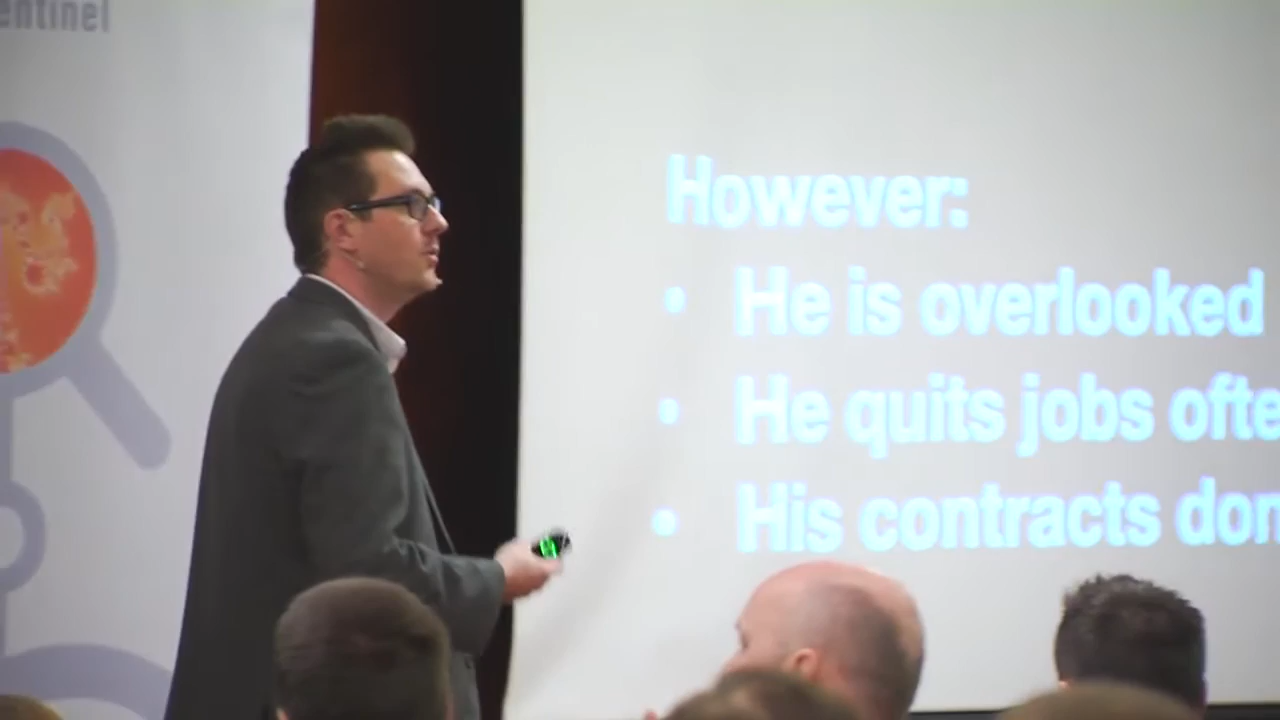 entinel
However:
• He is overlooked
• He quits jobs ofte
• His contracts don